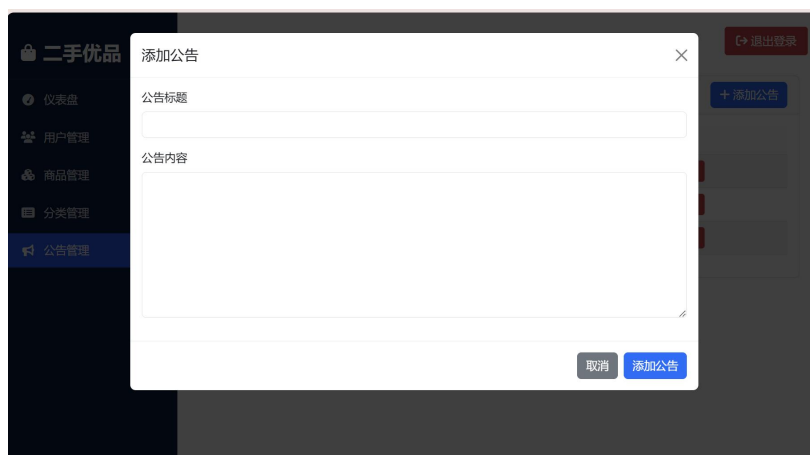 二手优品
仪表盘
用户管理
商品管理
分类管理
公告管理
退出登录
+ 添加公告
添加公告
公告标题
公告内容
取消
添加公告